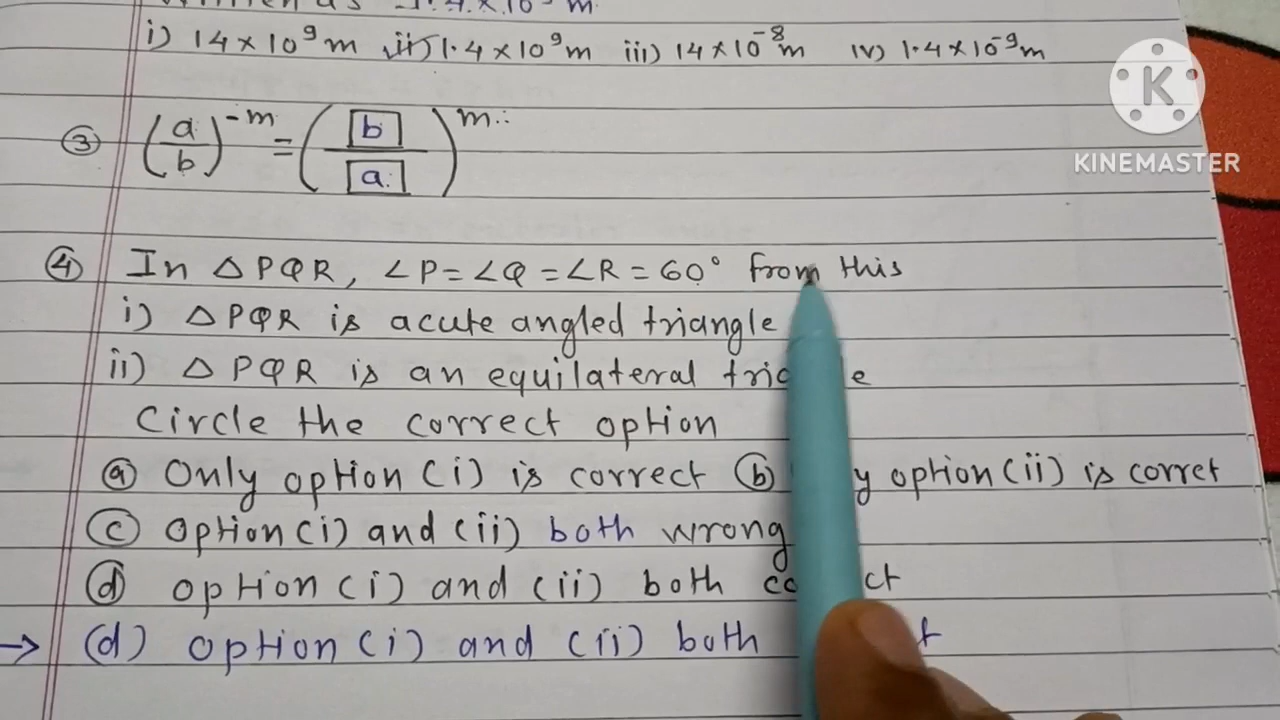 i) 14×10⁹m ii) 1.4×10⁹m iii) 14×10⁻⁸m iv) 1.4×10⁻⁹m
K
KINEMASTER
③ (a/b)⁻ᵐ = (b/a)ᵐ
④ In △PQR, ∠P=∠Q=∠R=60° from this
i) △PQR is acute angled triangle
ii) △PQR is an equilateral
Circle the correct option
ⓐ Only option (i) is correct ⓑ option (ii) is corret
ⓒ option (i) and (ii) both wrong
ⓓ option (i) and (ii) both
→ (d) option (i) and (ii) both